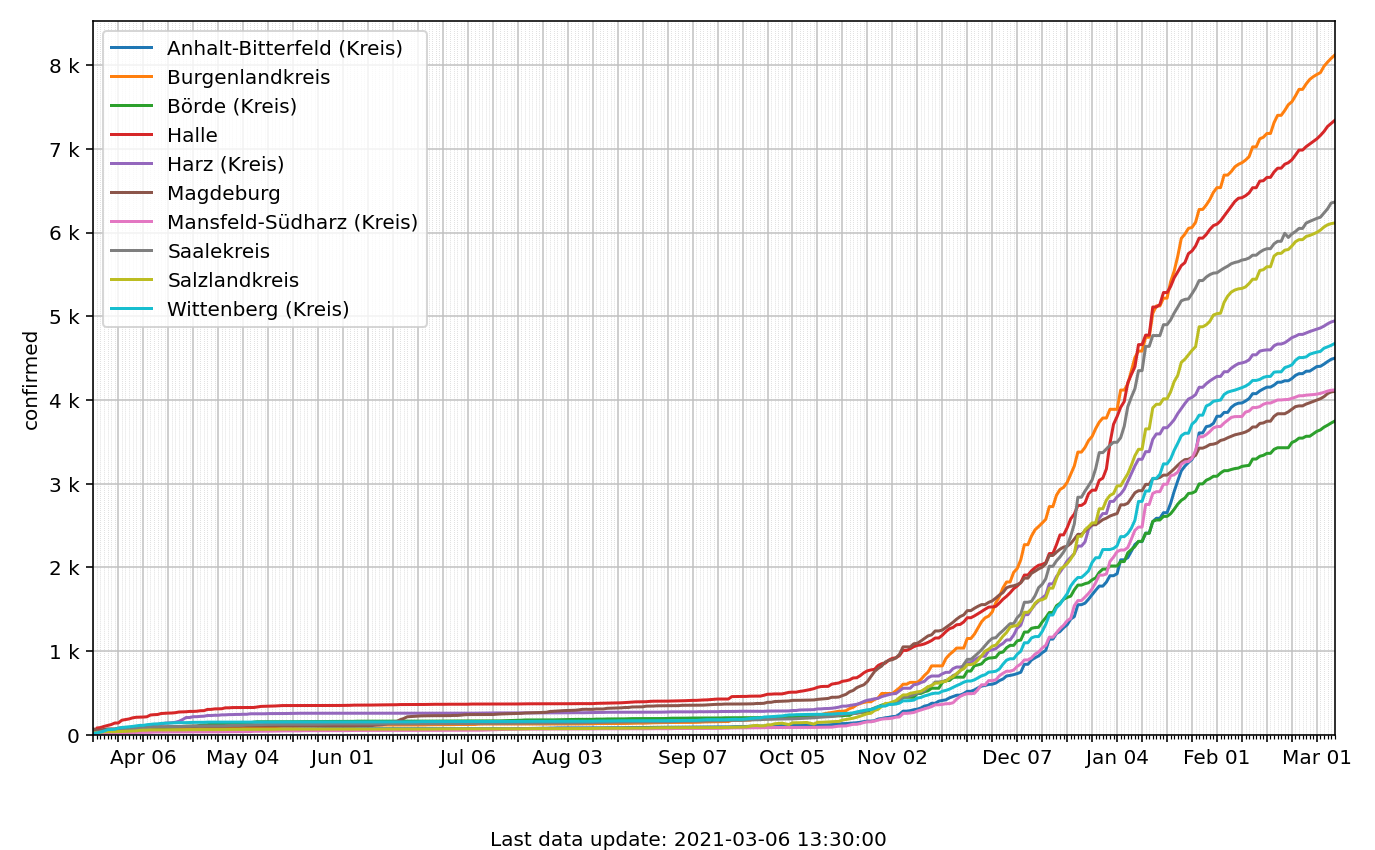 8 k
7 k
6 k
5 k
4 k
3 k
2 k
1 k
0
confirmed
Anhalt-Bitterfeld (Kreis)
Burgenlandkreis
Börde (Kreis)
Halle
Harz (Kreis)
Magdeburg
Mansfeld-Südharz (Kreis)
Saalekreis
Salzlandkreis
Wittenberg (Kreis)
Apr 06 May 04 Jun 01 Jul 06 Aug 03 Sep 07 Oct 05 Nov 02 Dec 07 Jan 04 Feb 01 Mar 01
Last data update: 2021-03-06 13:30:00